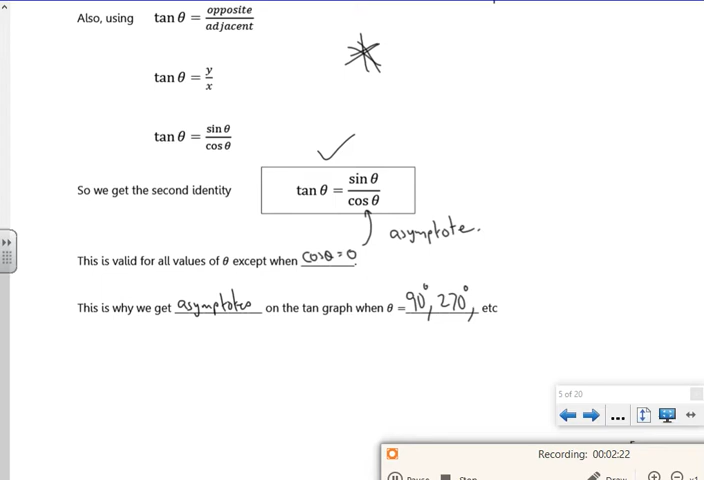 Also, using tan θ = opposite/adjacent
tan θ = y/x
tan θ = sin θ/cos θ
So we get the second identity tan θ = sin θ/cos θ
asymptote.
This is valid for all values of θ except when cosθ = 0.
This is why we get asymptotes on the tan graph when θ = 90°, 270°, etc
5 of 20
Recording: 00:02:22
Pause Stop Draw x1